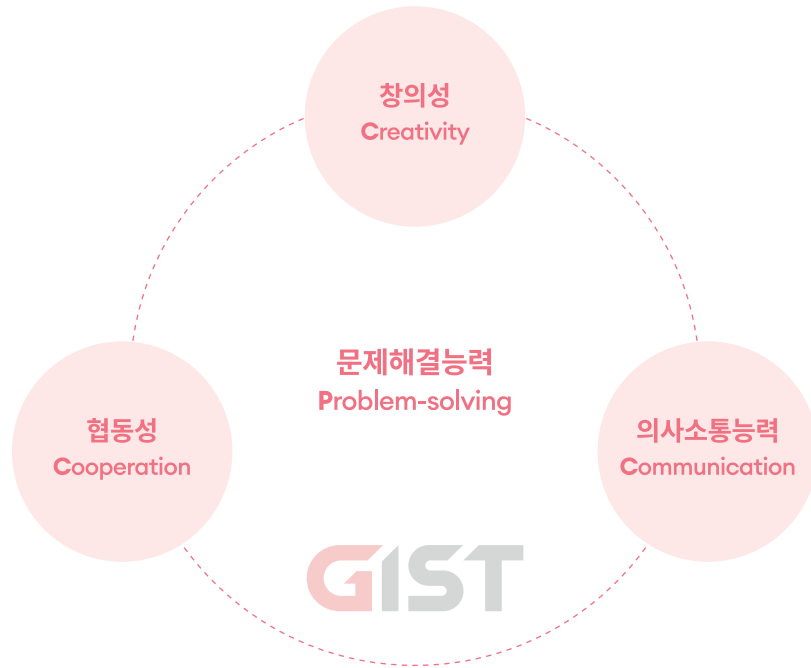 창의성
Creativity
문제해결능력
Problem-solving
협동성
Cooperation
의사소통능력
Communication
GIST